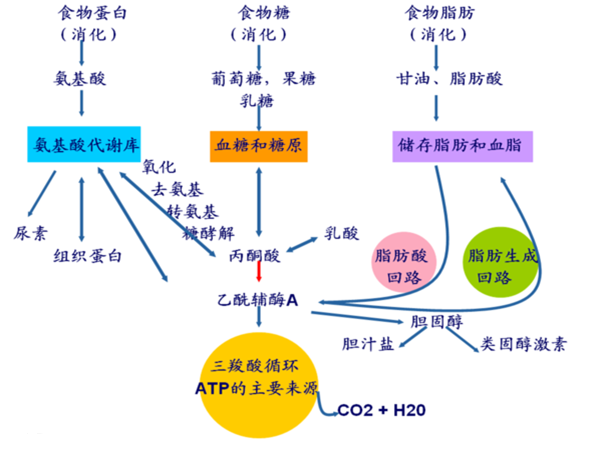 食物蛋白
（消化）
食物糖
（消化）
食物脂肪
（消化）
氨基酸
葡萄糖，果糖
乳糖
甘油、脂肪酸
氨基酸代谢库
血糖和糖原
储存脂肪和血脂
氧化
去氨基
转氨基
糖酵解
尿素
组织蛋白
丙酮酸
乳酸
脂肪酸
回路
脂肪生成
回路
乙酰辅酶A
胆固醇
胆汁盐
类固醇激素
三羧酸循环
ATP的主要来源
CO2 + H20